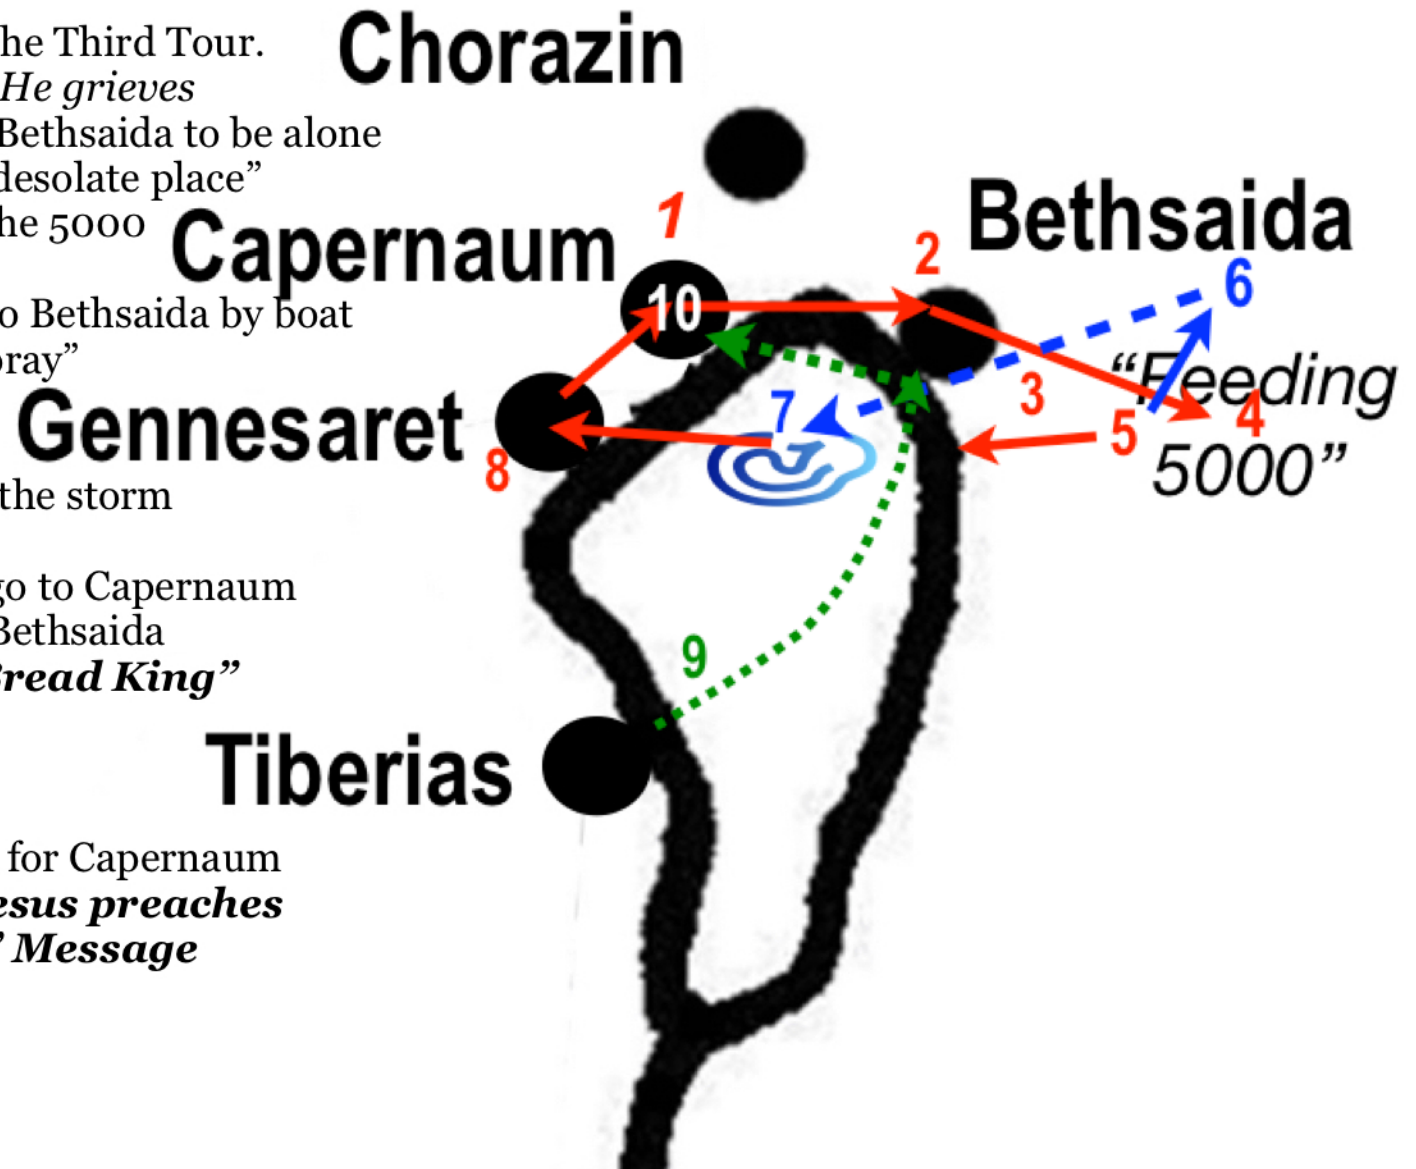 he Third Tour.
He grieves
Bethsaida to be alone
desolate place”
he 5000
o Bethsaida by boat
oray”
the storm
go to Capernaum
Bethsaida
Bread King”
for Capernaum
esus preaches
’ Message
Chorazin
Capernaum
1
10
2
Bethsaida
6
3
“Feeding
5000”
4
5
7
Gennesaret
8
9
Tiberias